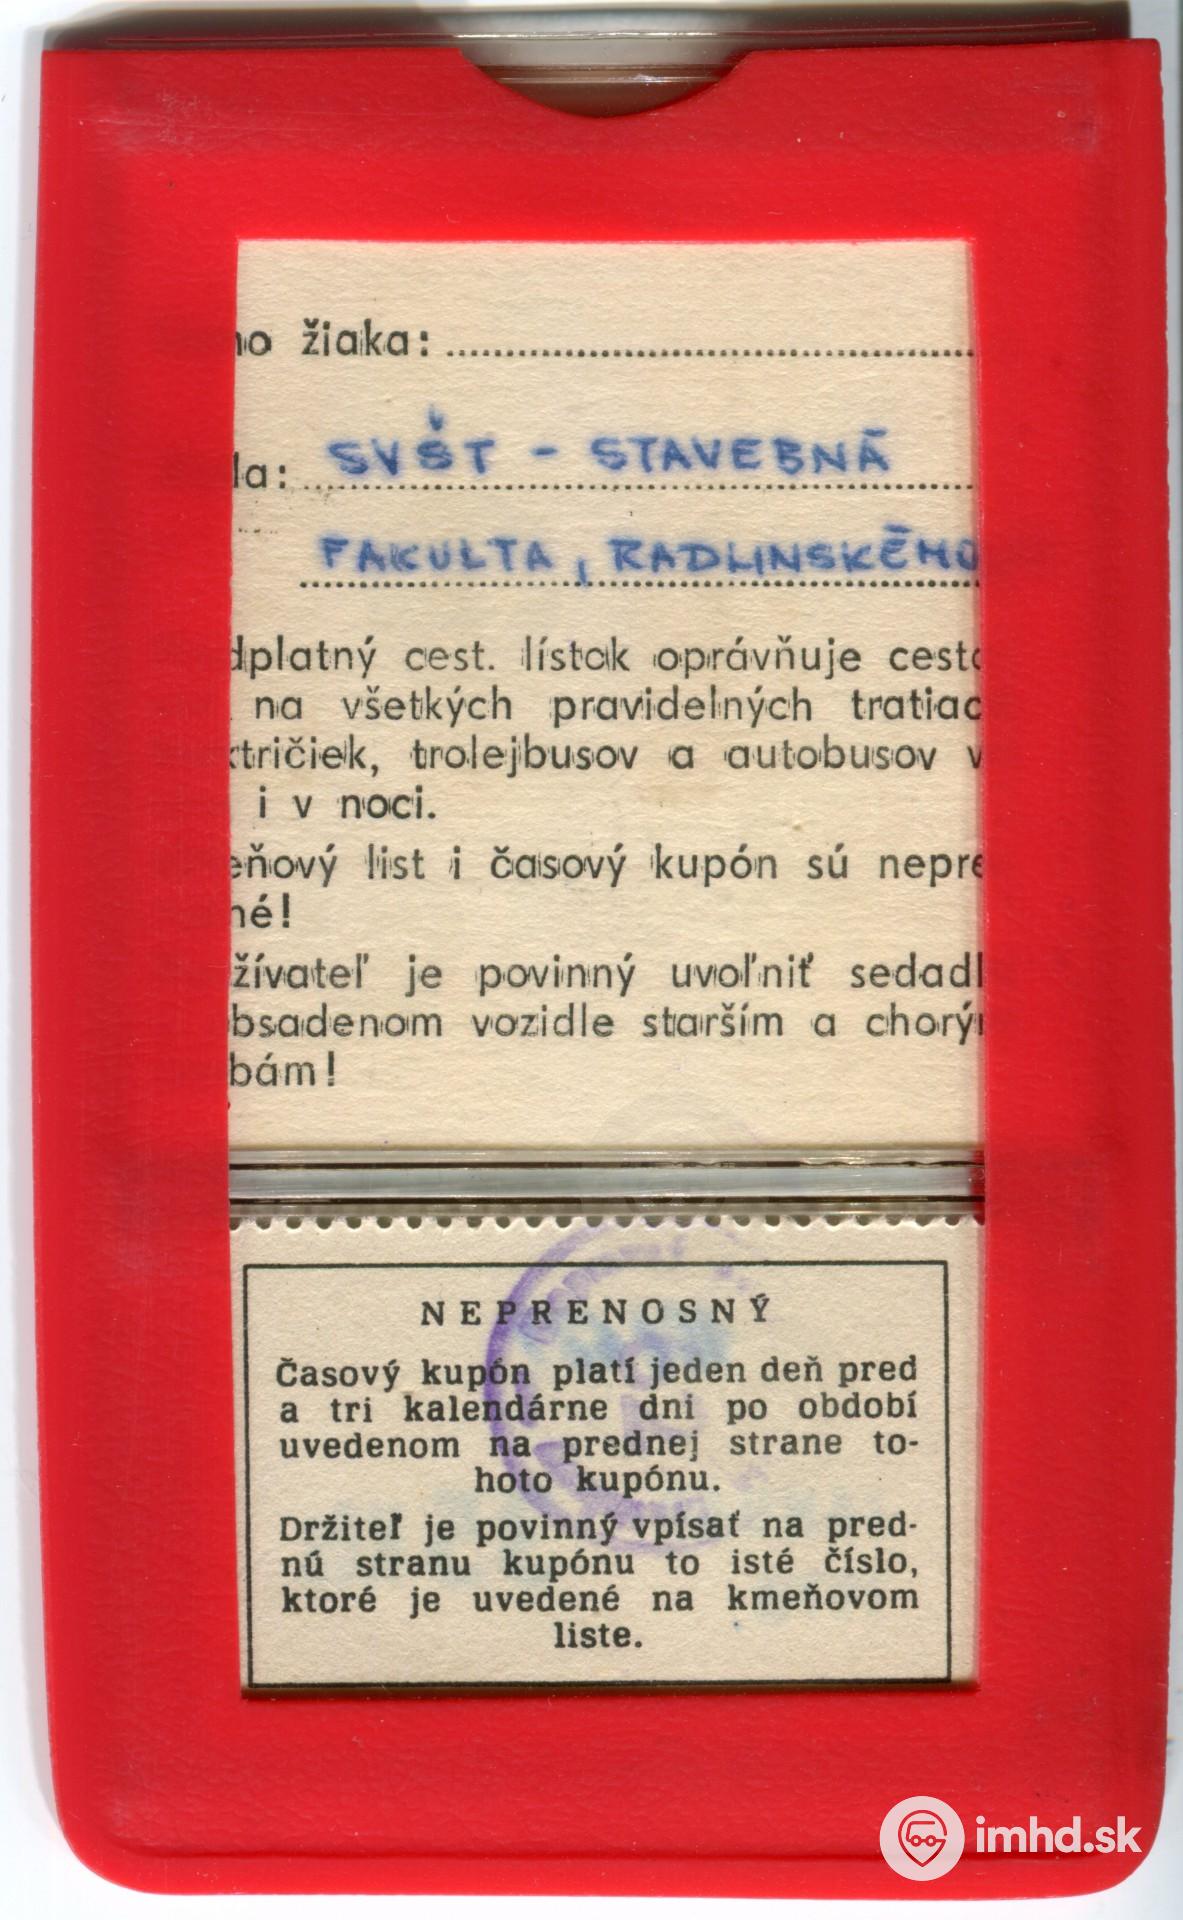 ho žiaka:
la: SVŠT - STAVEBNÁ
FAKULTA, RADLINSKÉHO
dplatný cest. lístok oprávňuje cesto
na všetkých pravidelných tratiac
ktričiek, trolejbusov a autobusov v
i v noci.
eňový list i časový kupón sú nepre
né!
žívateľ je povinný uvoľniť sedadl
bsadenom vozidle starším a chorý
bám!
NEPRENOSNÝ
Časový kupón platí jeden deň pred
a tri kalendárne dni po období
uvedenom na prednej strane to-
hoto kupónu.
Držiteľ je povinný vpísať na pred-
nú stranu kupónu to isté číslo,
ktoré je uvedené na kmeňovom
liste.
imhd.sk